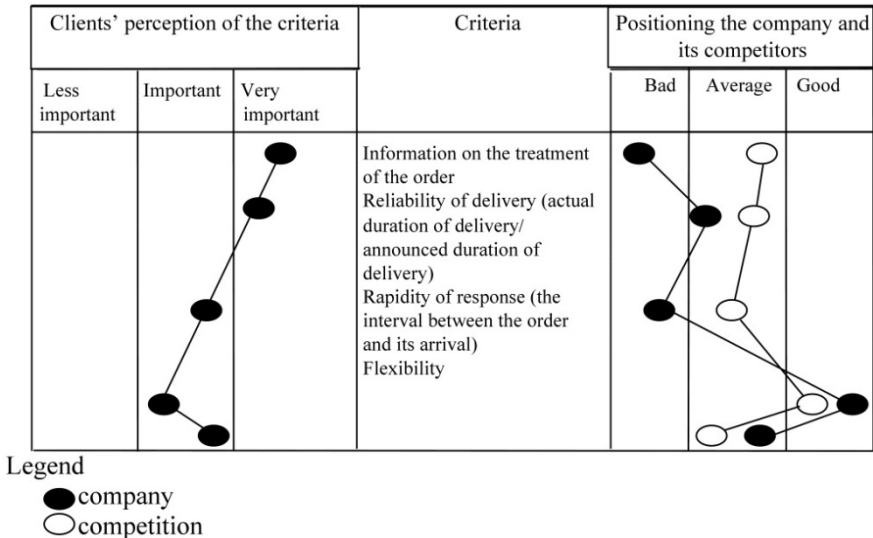 Clients’ perception of the criteria
Criteria
Positioning the company and
its competitors
Less
important
Important
Very
important
Bad
Average
Good
Information on the treatment
of the order
Reliability of delivery (actual
duration of delivery/
announced duration of
delivery)
Rapidity of response (the
interval between the order
and its arrival)
Flexibility
Legend
company
competition